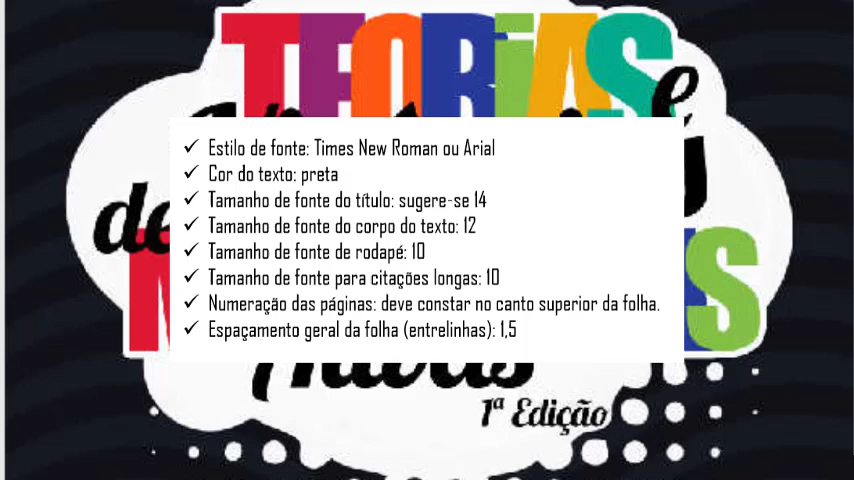 TEORIAS
e
✓ Estilo de fonte: Times New Roman ou Arial
✓ Cor do texto: preta
✓ Tamanho de fonte do título: sugere-se 14
✓ Tamanho de fonte do corpo do texto: 12
✓ Tamanho de fonte de rodapé: 10
✓ Tamanho de fonte para citações longas: 10
✓ Numeração das páginas: deve constar no canto superior da folha.
✓ Espaçamento geral da folha (entrelinhas): 1,5
de
1ª Edição